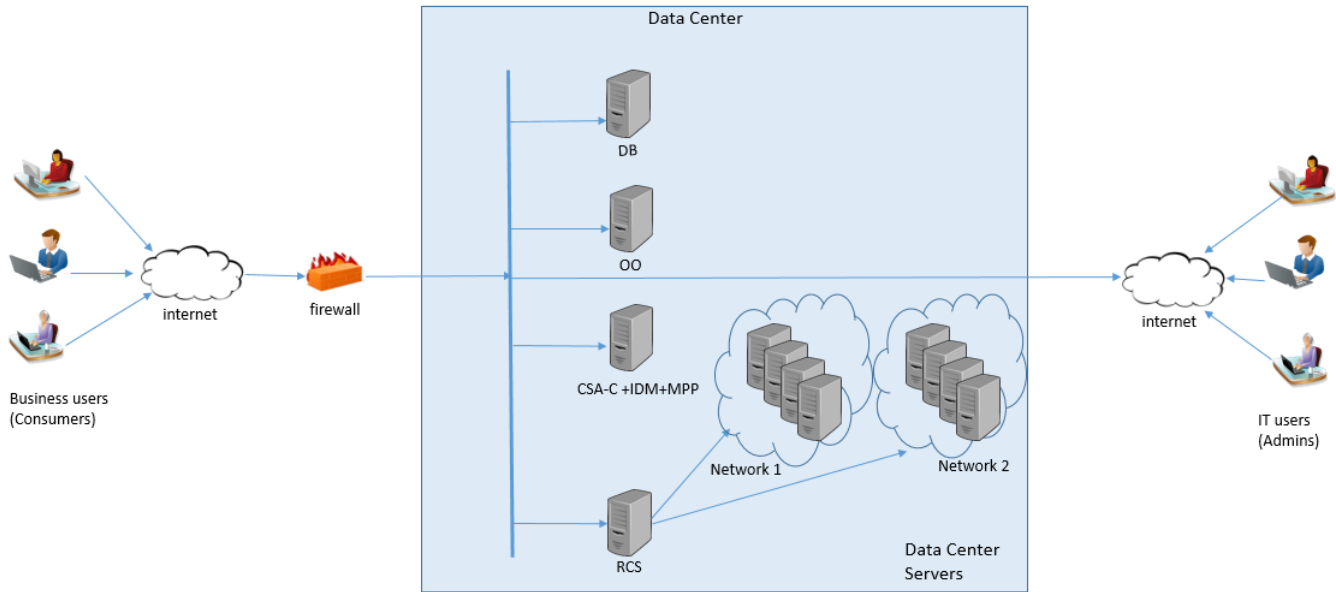 Data Center
DB
OO
internet
firewall
internet
CSA-C +IDM+MPP
Business users
(Consumers)
IT users
(Admins)
Network 1
Network 2
RCS
Data Center
Servers